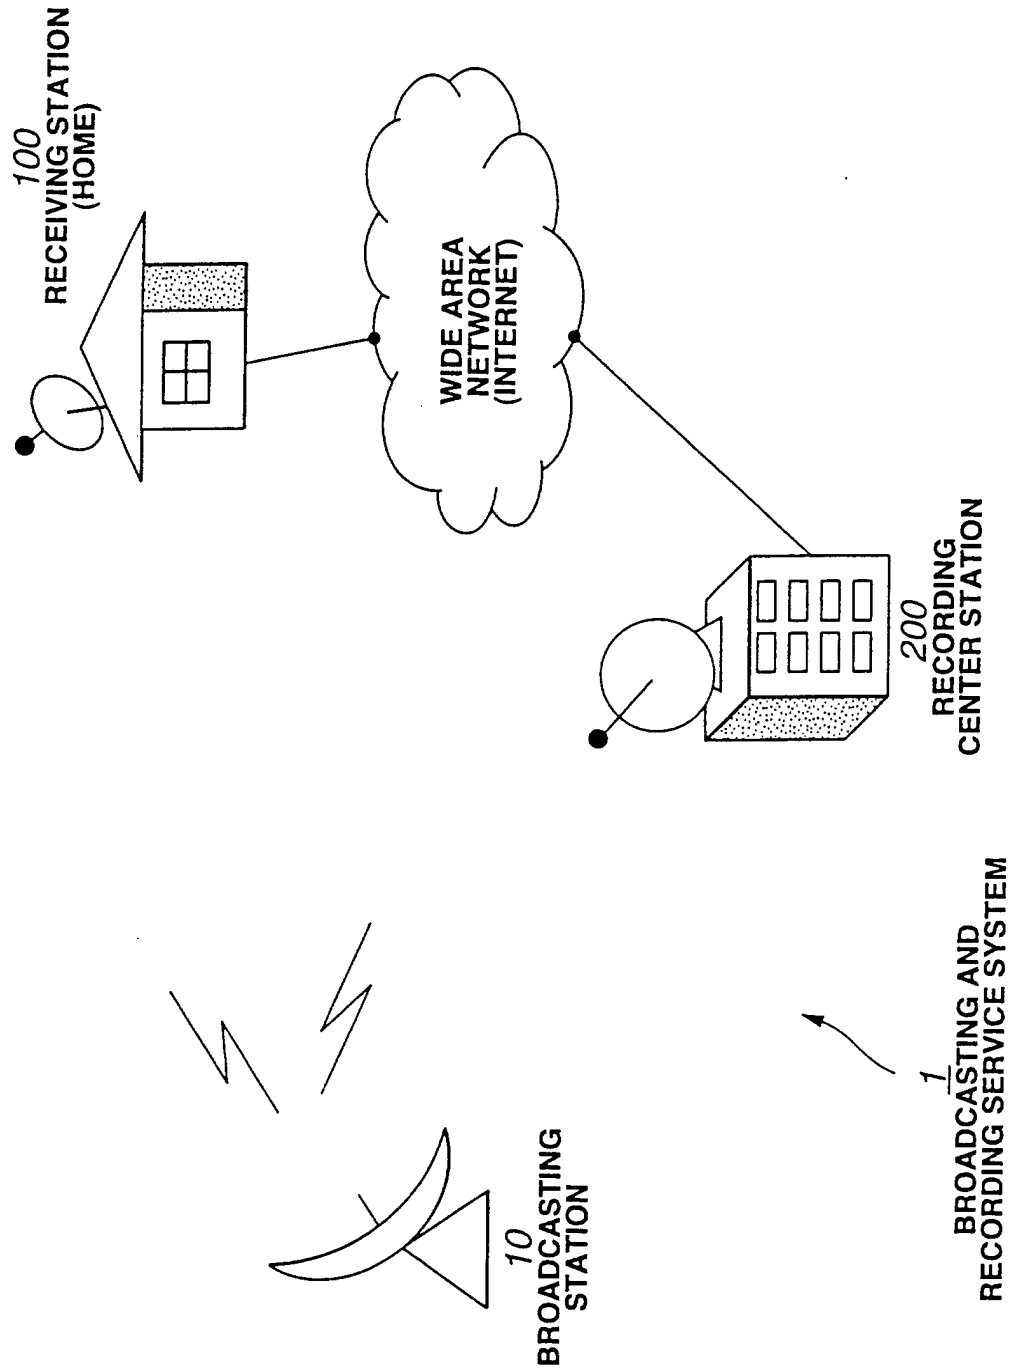 100
RECEIVING STATION
(HOME)
WIDE AREA
NETWORK
(INTERNET)
10
BROADCASTING
STATION
200
RECORDING
CENTER STATION
1
BROADCASTING AND
RECORDING SERVICE SYSTEM